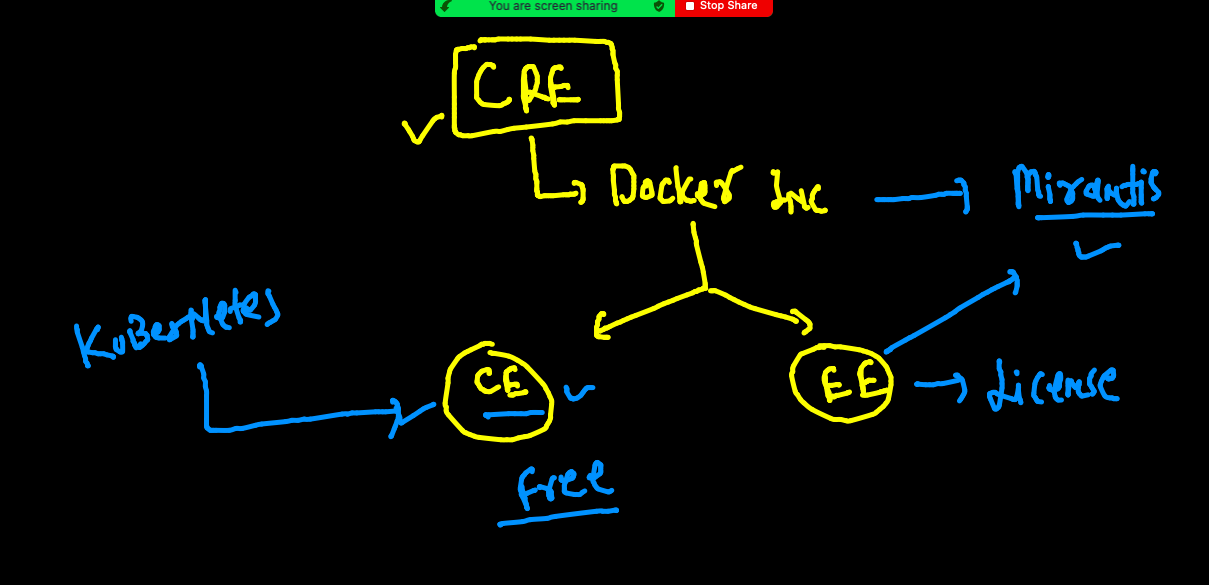 You are screen sharing
Stop Share
CRE
Docker Inc
Mirantis
KuBerNetes
CE
EE
License
free